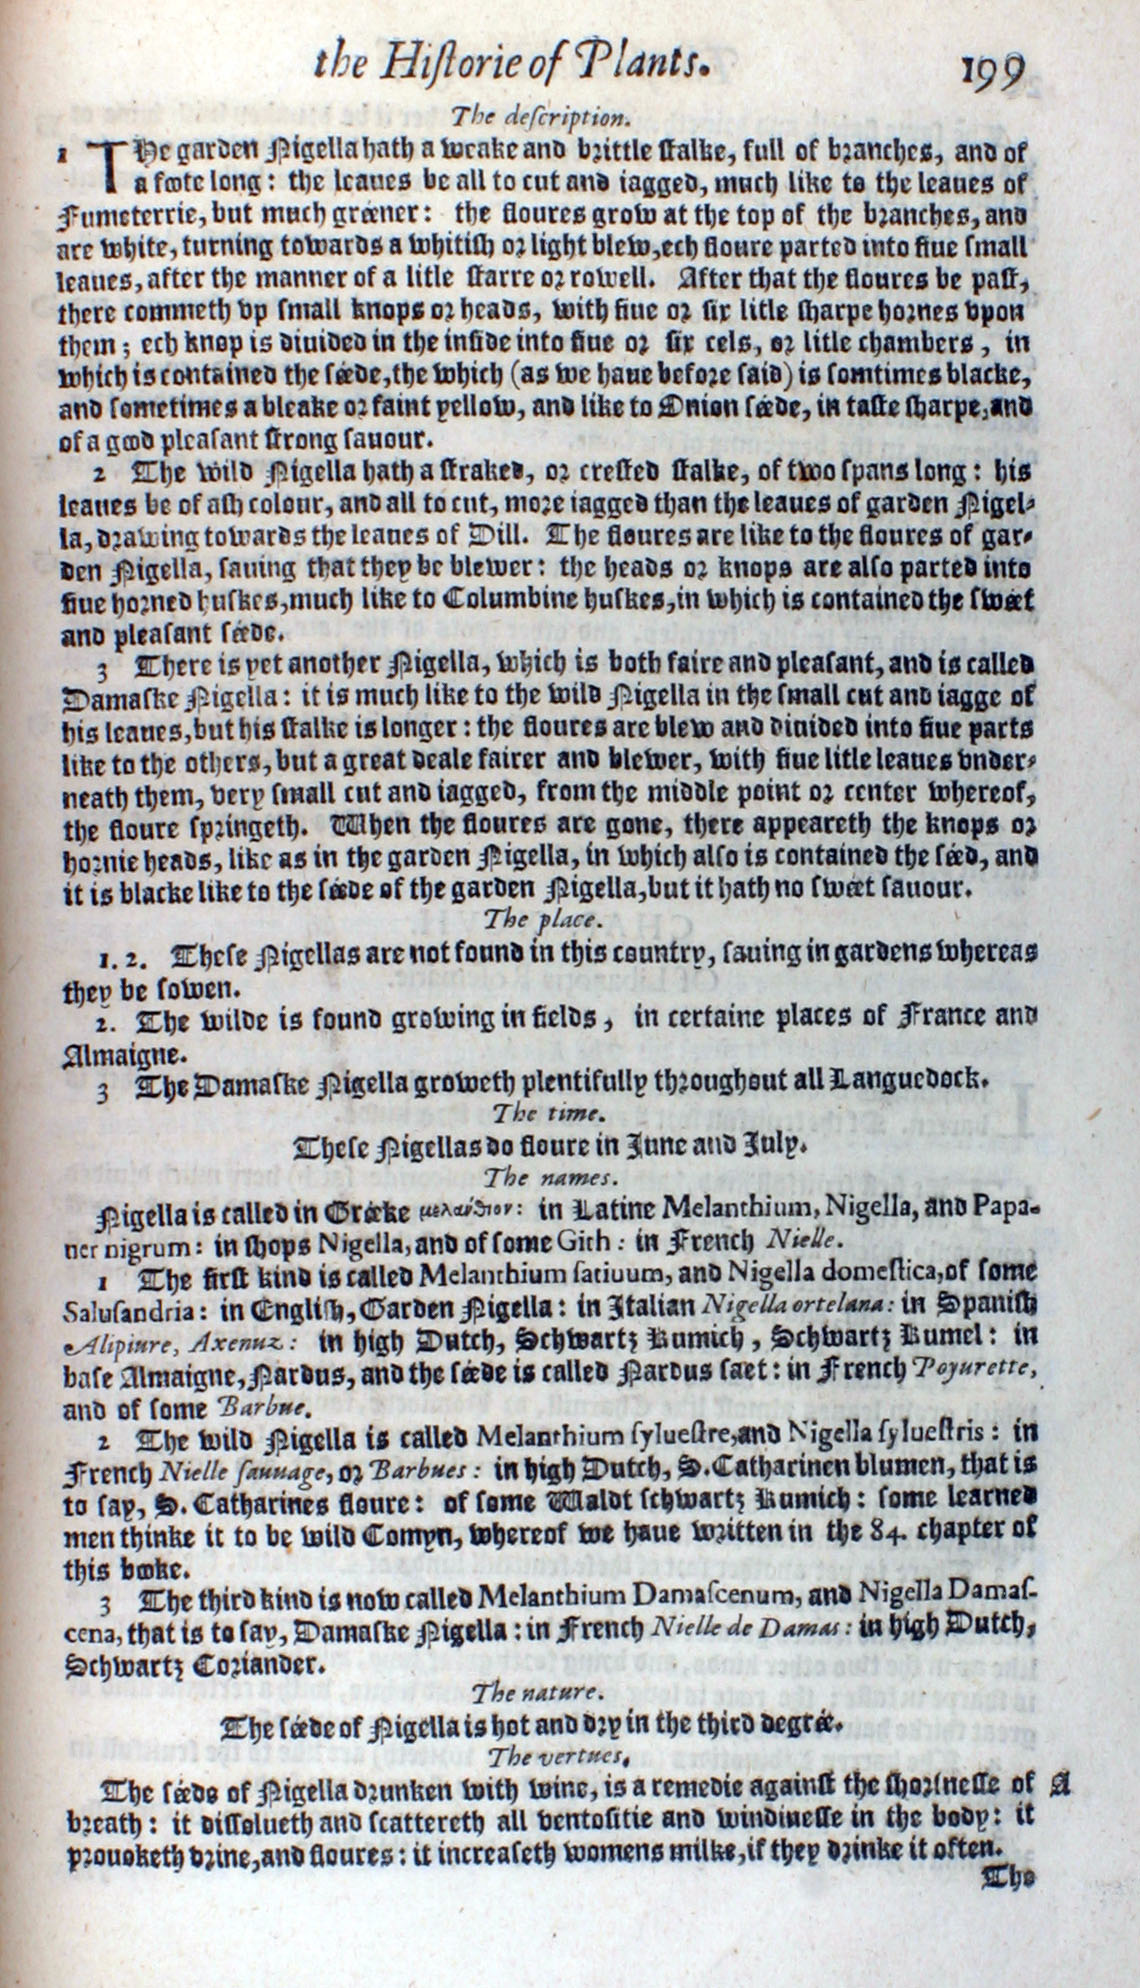 the Hiſtorie of Plants. 199
The deſcription.
1 THe garden Nigella hath a weake and brittle ſtalke, full of branches, and of
a foote long: the leaues be all to cut and iagged, much like to the leaues of
Fumeterrie, but much gréener: the floures grow at the top of the branches, and
are white, turning towards a whitiſh or light blew, ech floure parted into fiue ſmall
leaues, after the manner of a litle ſtarre or rowell. After that the floures be paſt,
there commeth vp ſmall knops or heads, with fiue or ſix litle ſharpe hornes vpon
them; ech knop is diuided in the inſide into fiue or ſix cels, or litle chambers, in
which is contained the ſéede, the which (as we haue before ſaid) is ſomtimes blacke,
and ſometimes a bleake or faint yellow, and like to Onion ſéede, in taſte ſharpe, and
of a good pleaſant ſtrong ſauour.
2 The wild Nigella hath a ſtraked, or creſted ſtalke, of two ſpans long: his
leaues be of aſh colour, and all to cut, more iagged than the leaues of garden Nigel-
la, drawing towards the leaues of Dill. The floures are like to the floures of gar-
den Nigella, ſauing that they be blewer: the heads or knops are alſo parted into
fiue horned huſkes, much like to Columbine huſkes, in which is contained the ſwéet
and pleaſant ſéede.
3 There is yet another Nigella, which is both faire and pleaſant, and is called
Damaſke Nigella: it is much like to the wild Nigella in the ſmall cut and iagge of
his leaues, but his ſtalke is longer: the floures are blew and diuided into fiue parts
like to the others, but a great deale fairer and blewer, with fiue litle leaues vnder-
neath them, very ſmall cut and iagged, from the middle point or center whereof,
the floure ſpringeth. When the floures are gone, there appeareth the knops or
hornie heads, like as in the garden Nigella, in which alſo is contained the ſéed, and
it is blacke like to the ſéede of the garden Nigella, but it hath no ſwéet ſauour.
The place.
1. 2. Theſe Nigellas are not found in this country, ſauing in gardens whereas
they be ſowen.
2. The wilde is found growing in fields, in certaine places of France and
Almaigne.
3 The Damaſke Nigella groweth plentifully throughout all Languedock.
The time.
Theſe Nigellas do floure in June and July.
The names.
Nigella is called in Gréeke μελάνθιον: in Latine Melanthium, Nigella, and Papa-
uer nigrum: in ſhops Nigella, and of ſome Gith: in French Nielle.
1 The firſt kind is called Melanthium ſatiuum, and Nigella domeſtica, of ſome
Saluſandria: in Engliſh, Garden Nigella: in Italian Nigella ortelana: in Spaniſh
Alipiure, Axenuz: in high Dutch, Schwartz Kumich, Schwartz Kumel: in
baſe Almaigne, Nardus, and the ſéede is called Nardus ſaet: in French Poyurette,
and of ſome Barbue.
2 The wild Nigella is called Melanthium ſylueſtre, and Nigella ſylueſtris: in
French Nielle ſauuage, or Barbues: in high Dutch, S. Catharinen blumen, that is
to ſay, S. Catharines floure: of ſome Waldt ſchwartz Kumich: ſome learned
men thinke it to be wild Comyn, whereof we haue written in the 84. chapter of
this booke.
3 The third kind is now called Melanthium Damaſcenum, and Nigella Damaſ-
cena, that is to ſay, Damaſke Nigella: in French Nielle de Damas: in high Dutch,
Schwartz Coriander.
The nature.
The ſéede of Nigella is hot and dry in the third degrée.
The vertues.
The ſéede of Nigella drunken with wine, is a remedie againſt the ſhortneſſe of A
breath: it diſſolueth and ſcattereth all ventoſitie and windineſſe in the body: it
prouoketh vrine, and floures: it increaſeth womens milke, if they drinke it often.
The